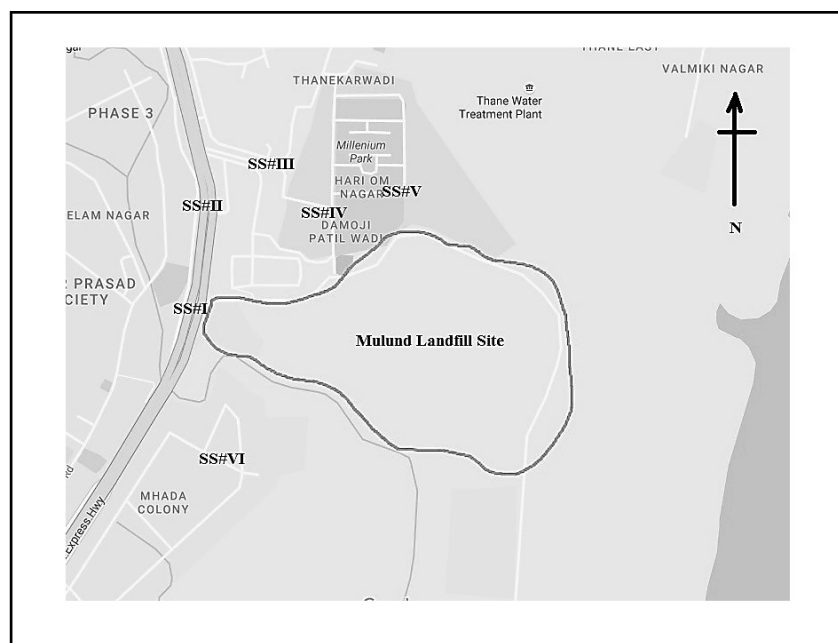 THANE EAST
VALMIKI NAGAR
THANEKARWADI
Thane Water
Treatment Plant
PHASE 3
Millenium
Park
SS#III
HARI OM
NAGAR
SS#V
SS#II
SS#IV
ELAM NAGAR
DAMOJI
PATIL WADI
N
R PRASAD
CIETY
SS#I
Mulund Landfill Site
SS#VI
MHADA
COLONY
Express Hwy
Rd